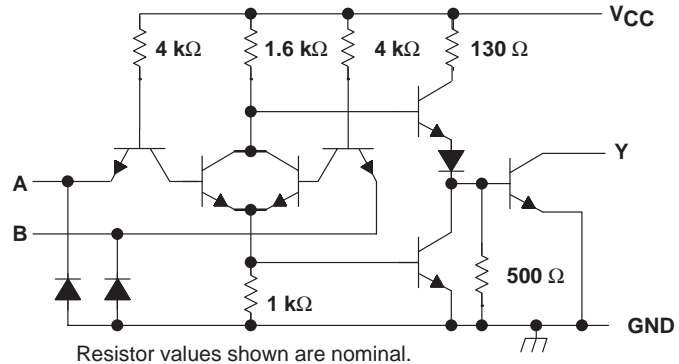 VCC
4 kΩ
1.6 kΩ
4 kΩ
130 Ω
A
Y
B
500 Ω
1 kΩ
GND
Resistor values shown are nominal.